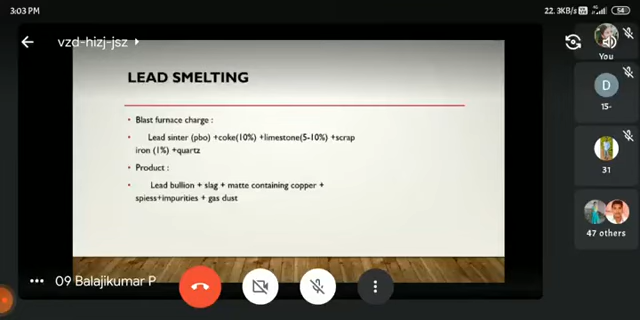 3:03 PM
22.3KB/s 4G 54
vzd-hizj-jsz
You
LEAD SMELTING
Blast furnace charge :
Lead sinter (pbo) +coke(10%) +limestone(5-10%) +scrap
iron (1%) +quartz
Product :
Lead bullion + slag + matte containing copper +
spiess+impurities + gas dust
D
15-
31
47 others
09 Balajikumar P